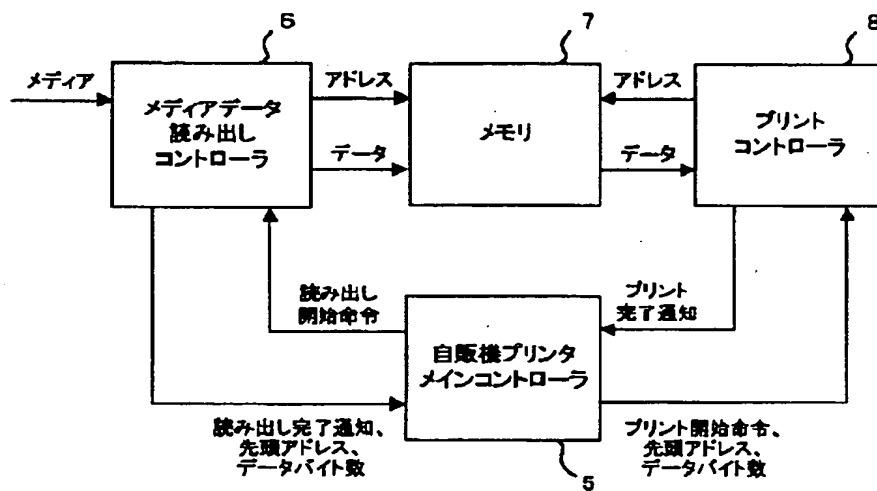 6
7
8
メディア
メディアデータ
読み出し
コントローラ
アドレス
データ
メモリ
アドレス
データ
プリント
コントローラ
読み出し
開始命令
プリント
完了通知
自販機プリンタ
メインコントローラ
読み出し完了通知、
先頭アドレス、
データバイト数
プリント開始命令、
先頭アドレス、
データバイト数
5